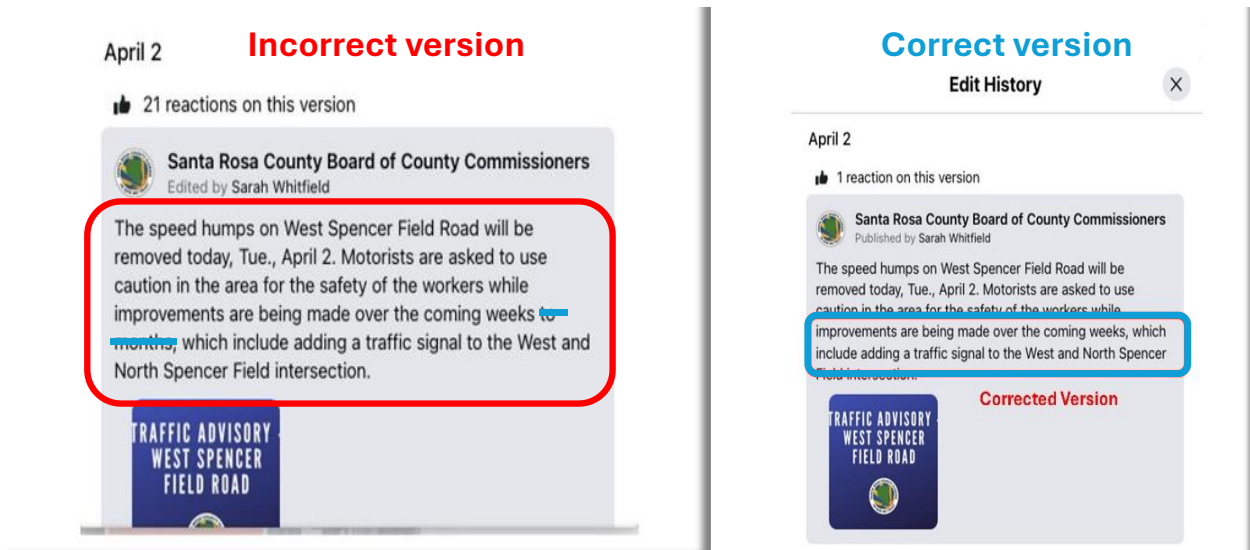 Incorrect version
April 2
21 reactions on this version
Santa Rosa County Board of County Commissioners
Edited by Sarah Whitfield
The speed humps on West Spencer Field Road will be
removed today, Tue., April 2. Motorists are asked to use
caution in the area for the safety of the workers while
improvements are being made over the coming weeks to
months, which include adding a traffic signal to the West and
North Spencer Field intersection.
TRAFFIC ADVISORY -
WEST SPENCER
FIELD ROAD
Correct version
Edit History
April 2
1 reaction on this version
Santa Rosa County Board of County Commissioners
Published by Sarah Whitfield
The speed humps on West Spencer Field Road will be
removed today, Tue., April 2. Motorists are asked to use
caution in the area for the safety of the workers while
improvements are being made over the coming weeks, which
include adding a traffic signal to the West and North Spencer
Field intersection.
Corrected Version
TRAFFIC ADVISORY -
WEST SPENCER
FIELD ROAD